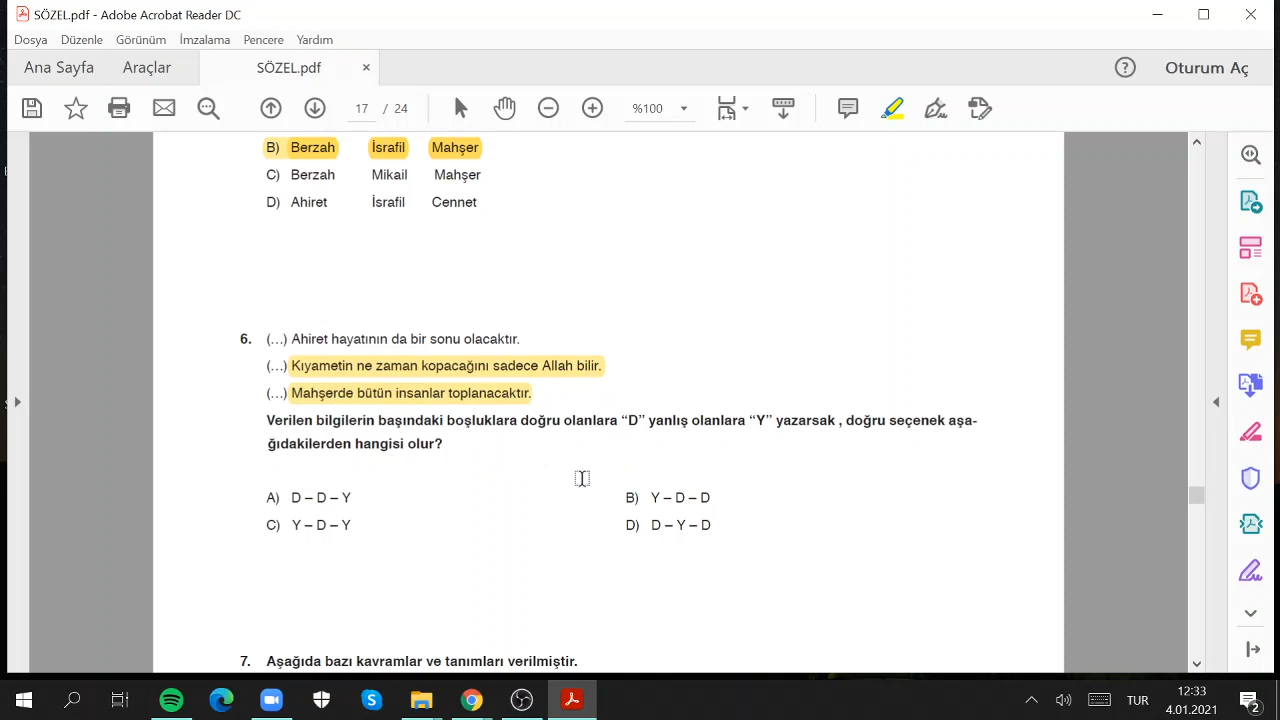 SÖZEL.pdf - Adobe Acrobat Reader DC
Dosya Düzenle Görünüm İmzalama Pencere Yardım
Ana Sayfa Araçlar SÖZEL.pdf × ? Oturum Aç
17 / 24 %100
B) Berzah İsrafil Mahşer
C) Berzah Mikail Mahşer
D) Ahiret İsrafil Cennet
6. (...) Ahiret hayatının da bir sonu olacaktır.
(...) Kıyametin ne zaman kopacağını sadece Allah bilir.
(...) Mahşerde bütün insanlar toplanacaktır.
Verilen bilgilerin başındaki boşluklara doğru olanlara “D” yanlış olanlara “Y” yazarsak , doğru seçenek aşa-
ğıdakilerden hangisi olur?
A) D – D – Y B) Y – D – D
C) Y – D – Y D) D – Y – D
7. Aşağıda bazı kavramlar ve tanımları verilmiştir.
TUR 12:33
4.01.2021 2